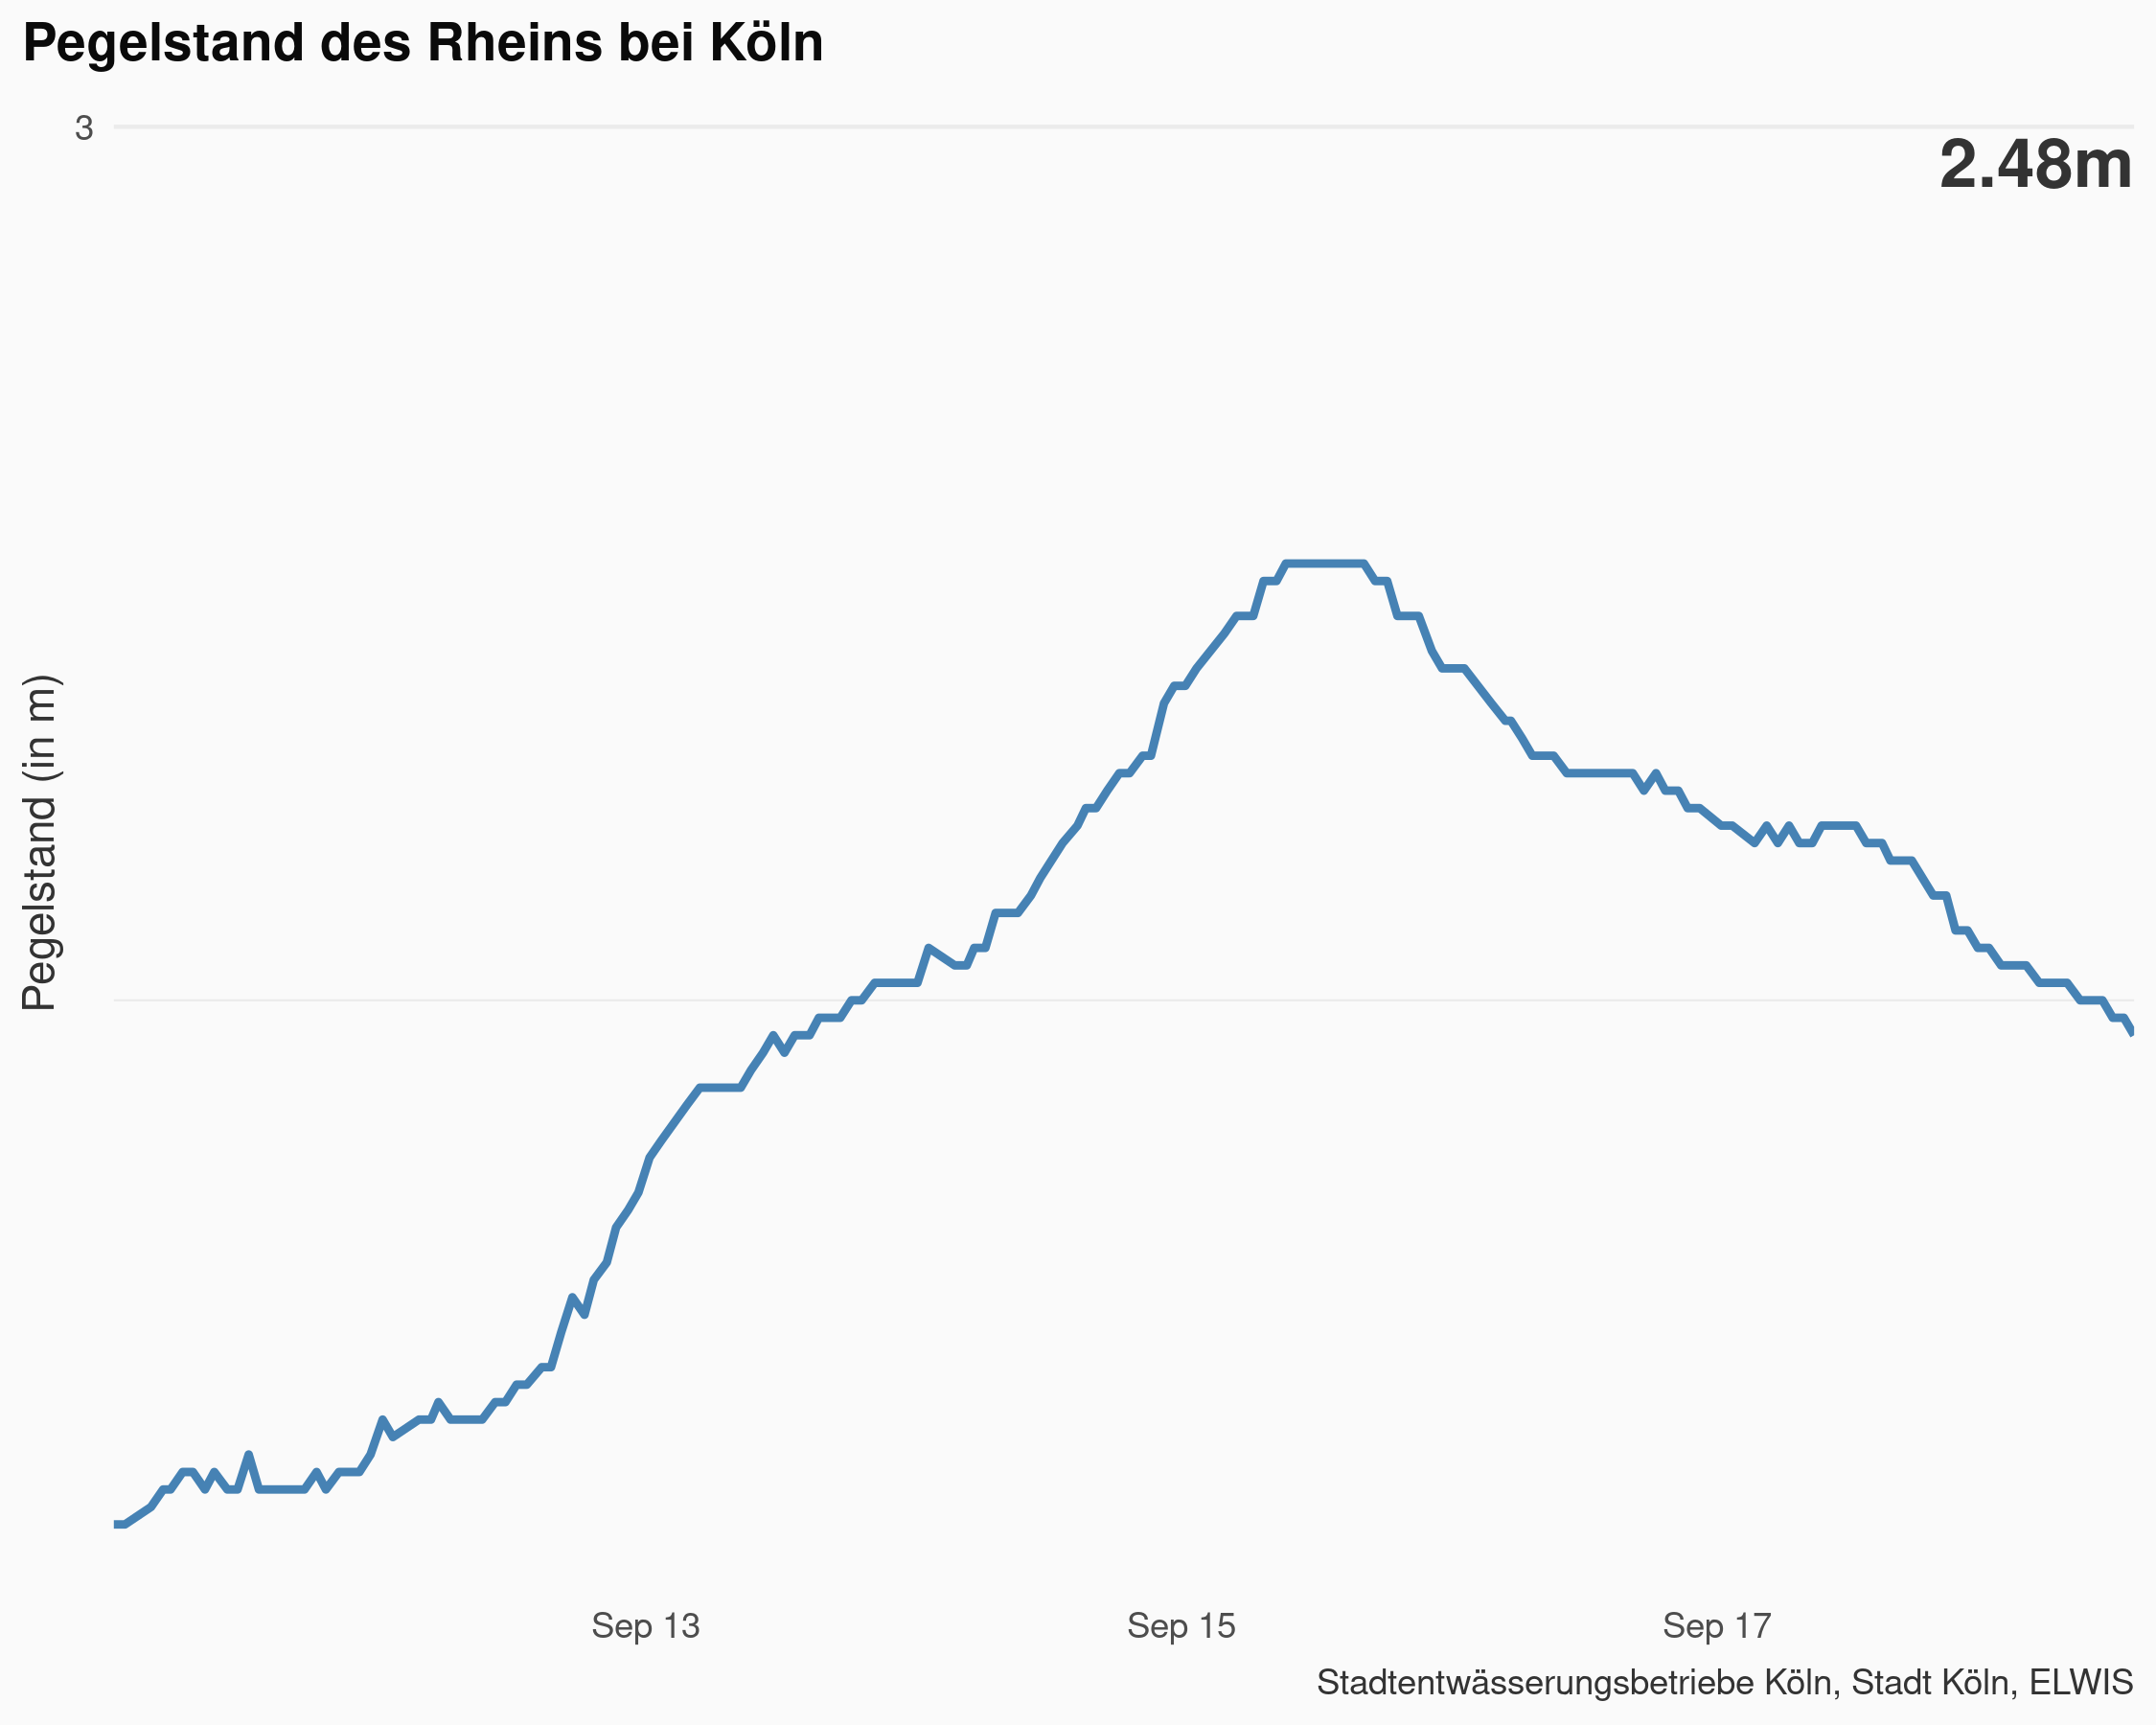 Pegelstand des Rheins bei Köln
3
2.48m
Pegelstand (in m)
Sep 13
Sep 15
Sep 17
Stadtentwässerungsbetriebe Köln, Stadt Köln, ELWIS